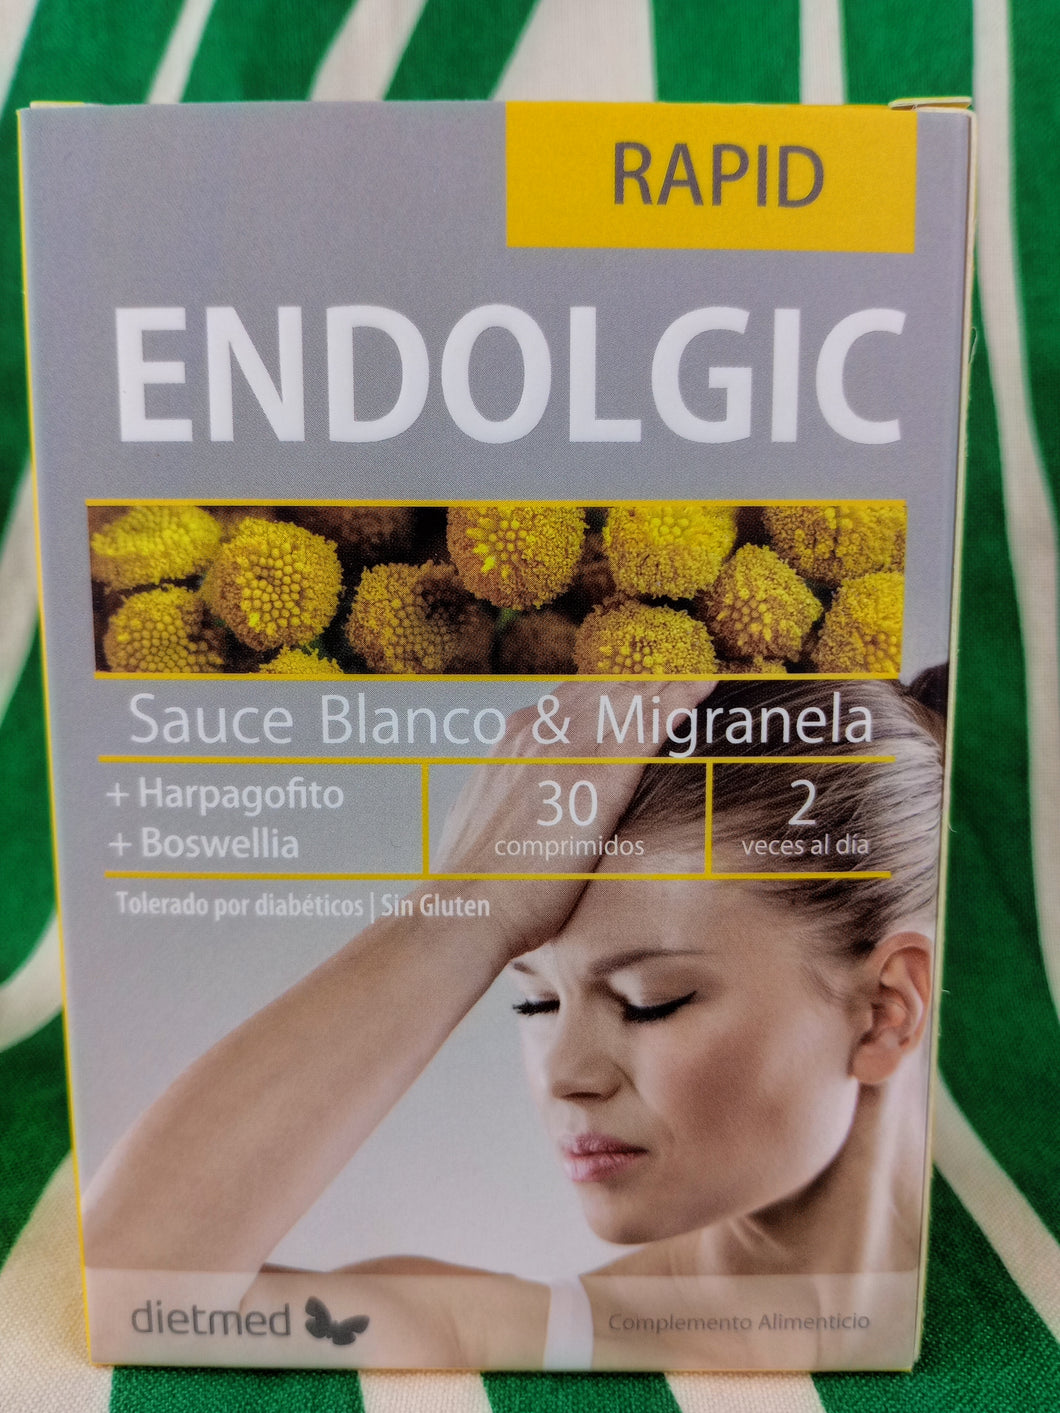 RAPID
ENDOLGIC
Sauce Blanco & Migranela
+ Harpagofito
+ Boswellia
30
comprimidos
2
veces al día
Tolerado por diabéticos | Sin Gluten
dietmed
Complemento Alimenticio